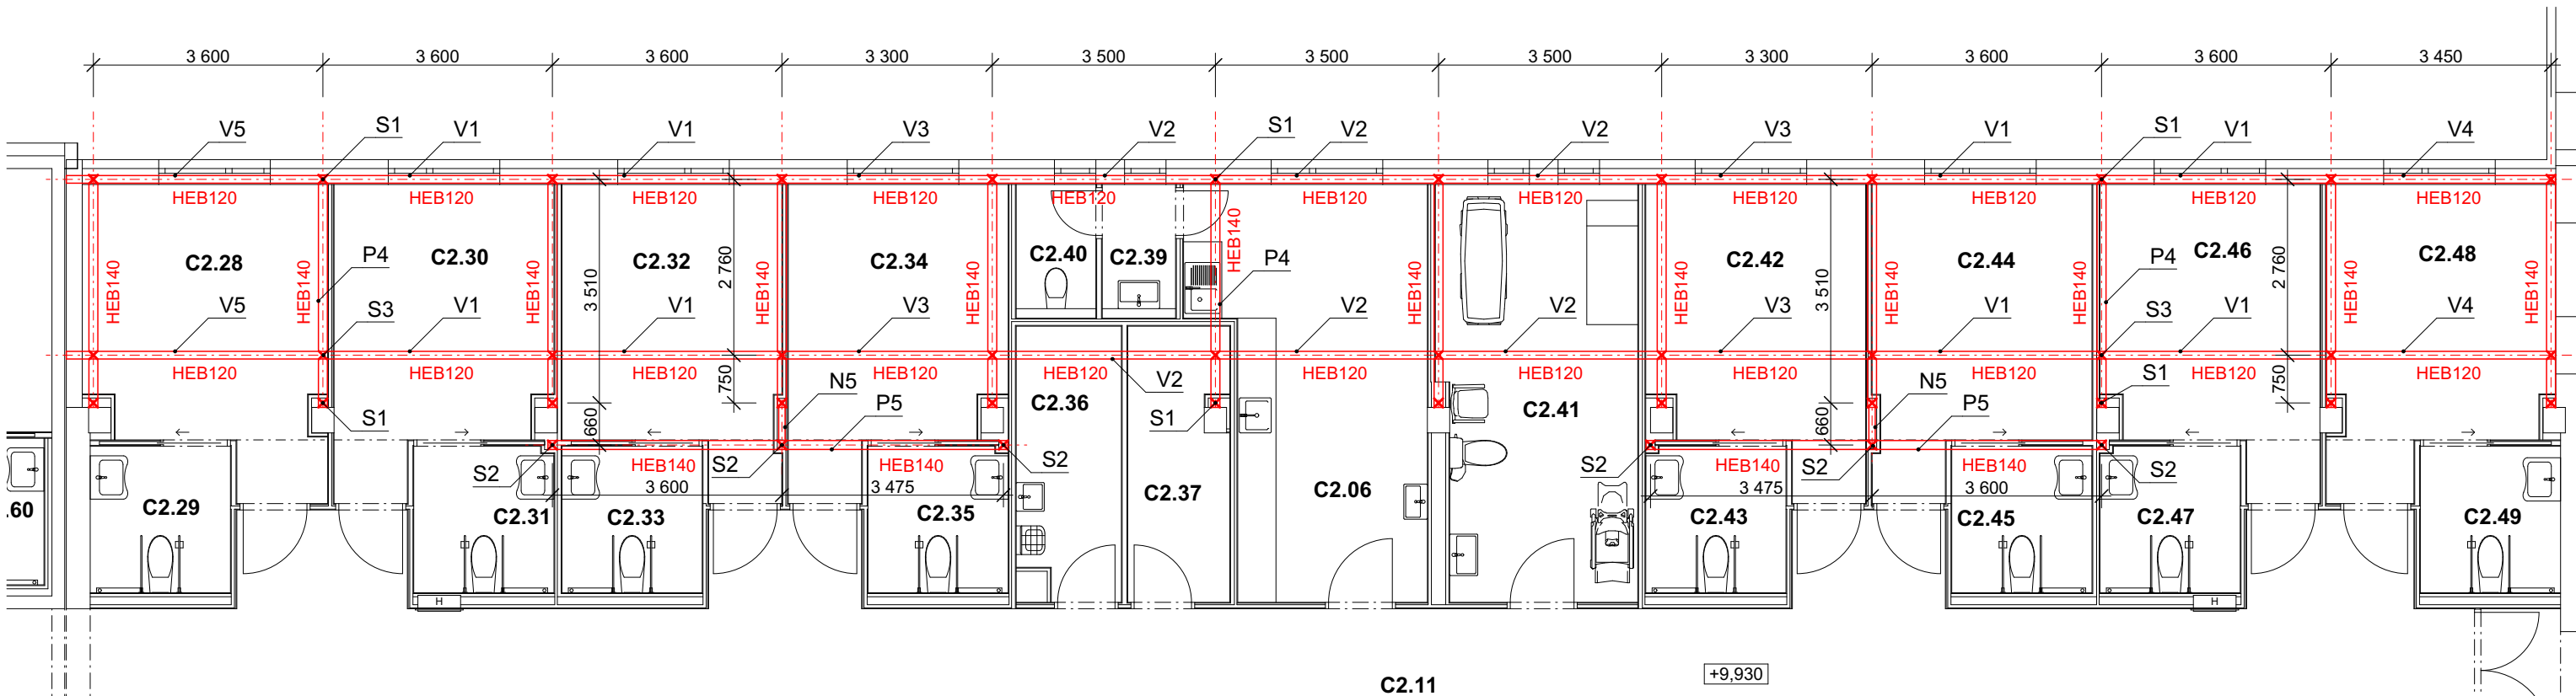 3 600 3 600 3 600 3 300 3 500 3 500 3 500 3 300 3 600 3 600 3 450
V5 S1 V1 V1 V3 V2 S1 V2 V2 V3 V1 S1 V1 V4
HEB120 HEB120 HEB120 HEB120 HEB120 HEB120 HEB120 HEB120 HEB120 HEB120 HEB120
C2.28 P4 C2.30 C2.32 C2.34 C2.40 C2.39 P4 C2.42 C2.44 P4 C2.46 C2.48
HEB140 HEB140 HEB140 HEB140 HEB140 HEB140 HEB140 HEB140 HEB140 HEB140 HEB140
3 510 2 760 3 510 2 760
V5 S3 V1 V1 V3 V2 V2 V3 V1 S3 V1 V4
HEB120 HEB120 HEB120 HEB120 HEB120 HEB120 HEB120 HEB120 HEB120 HEB120 HEB120
750 N5 V2 N5 750
S1 660 P5 C2.36 S1 C2.41 660 P5 S1
S2 HEB140 S2 HEB140 S2 S2 HEB140 S2 HEB140 S2
3 600 3 475 C2.37 C2.06 3 475 3 600
.60 C2.29 C2.31 C2.33 C2.35 C2.43 C2.45 C2.47 C2.49
H H
+9,930
C2.11